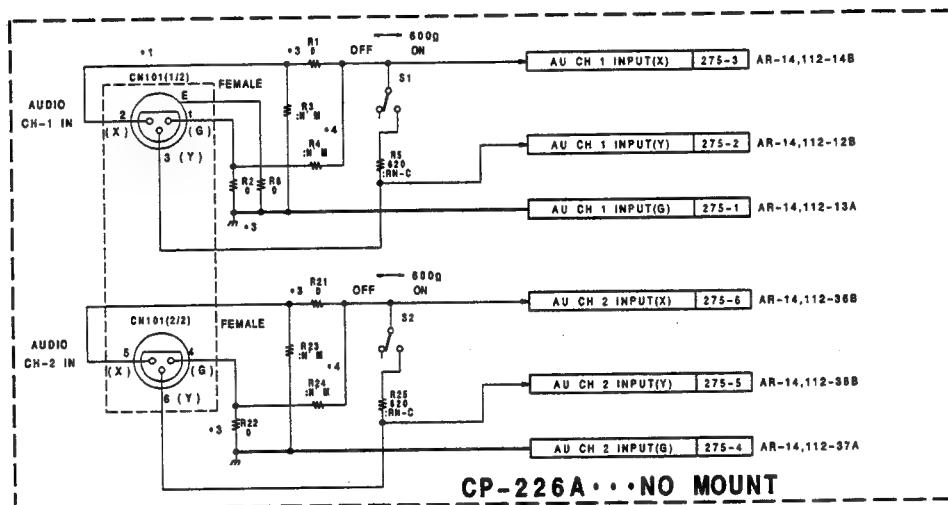 *1
*3 R1 0
OFF
600Ω
ON
S1
CN101(1/2)
FEMALE
AUDIO
CH-1 IN
E
2
1
(X)
(G)
3 (Y)
R3
:N'M
*4
R4
:N'M
R2
0
R6
0
*3
R5
620
:RN-C
AU CH 1 INPUT(X) 275-3 AR-14,112-14B
AU CH 1 INPUT(Y) 275-2 AR-14,112-12B
AU CH 1 INPUT(G) 275-1 AR-14,112-13A
*3 R21 0
OFF
600Ω
ON
S2
CN101(2/2)
FEMALE
AUDIO
CH-2 IN
5
4
(X)
(G)
6 (Y)
R23
:N'M
*4
R24
:N'M
*3
R22
0
R25
620
:RN-C
AU CH 2 INPUT(X) 275-6 AR-14,112-36B
AU CH 2 INPUT(Y) 275-5
AU CH 2 INPUT(G) 275-4 AR-14,112-37A
CP-226A···NO MOUNT